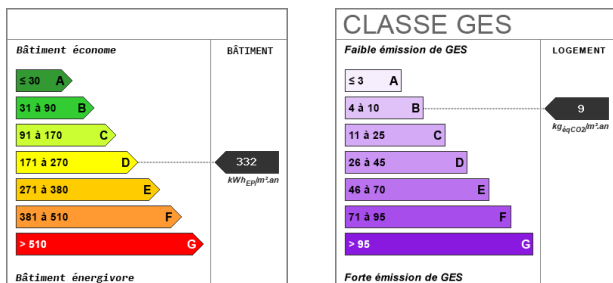 Bâtiment économe
BÂTIMENT
≤ 30 A
31 à 90 B
91 à 170 C
171 à 270 D
332
kWhEP/m².an
271 à 380 E
381 à 510 F
> 510 G
Bâtiment énergivore
CLASSE GES
Faible émission de GES
LOGEMENT
≤ 3 A
4 à 10 B
9
kgéqCO2/m².an
11 à 25 C
26 à 45 D
46 à 70 E
71 à 95 F
> 95 G
Forte émission de GES